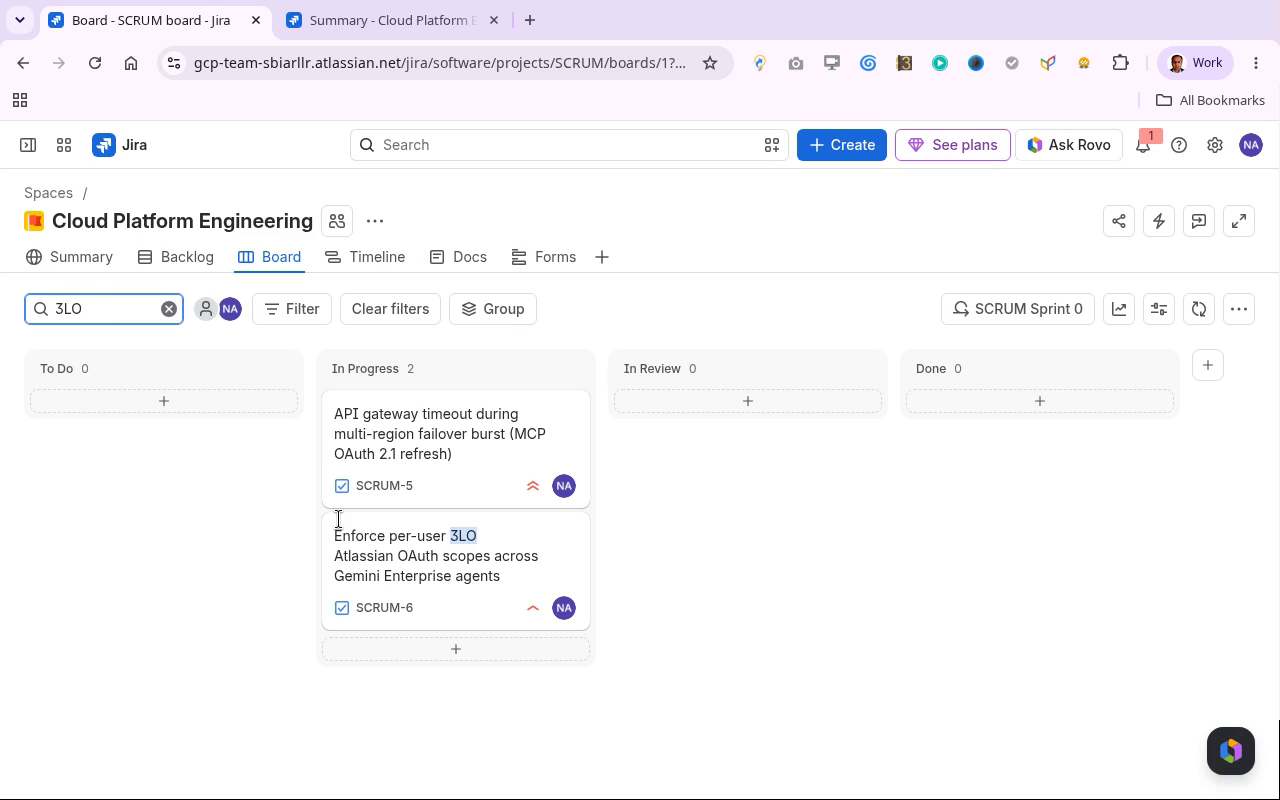 Board - SCRUM board - Jira
Summary - Cloud Platform E
gcp-team-sbiarllr.atlassian.net/jira/software/projects/SCRUM/boards/1?...
Work
All Bookmarks
Jira
Search
Create
See plans
Ask Rovo
1
NA
Spaces /
Cloud Platform Engineering
Summary
Backlog
Board
Timeline
Docs
Forms
3LO
NA
Filter
Clear filters
Group
SCRUM Sprint 0
To Do 0
In Progress 2
In Review 0
Done 0
API gateway timeout during
multi-region failover burst (MCP
OAuth 2.1 refresh)
SCRUM-5
NA
Enforce per-user 3LO
Atlassian OAuth scopes across
Gemini Enterprise agents
SCRUM-6
NA